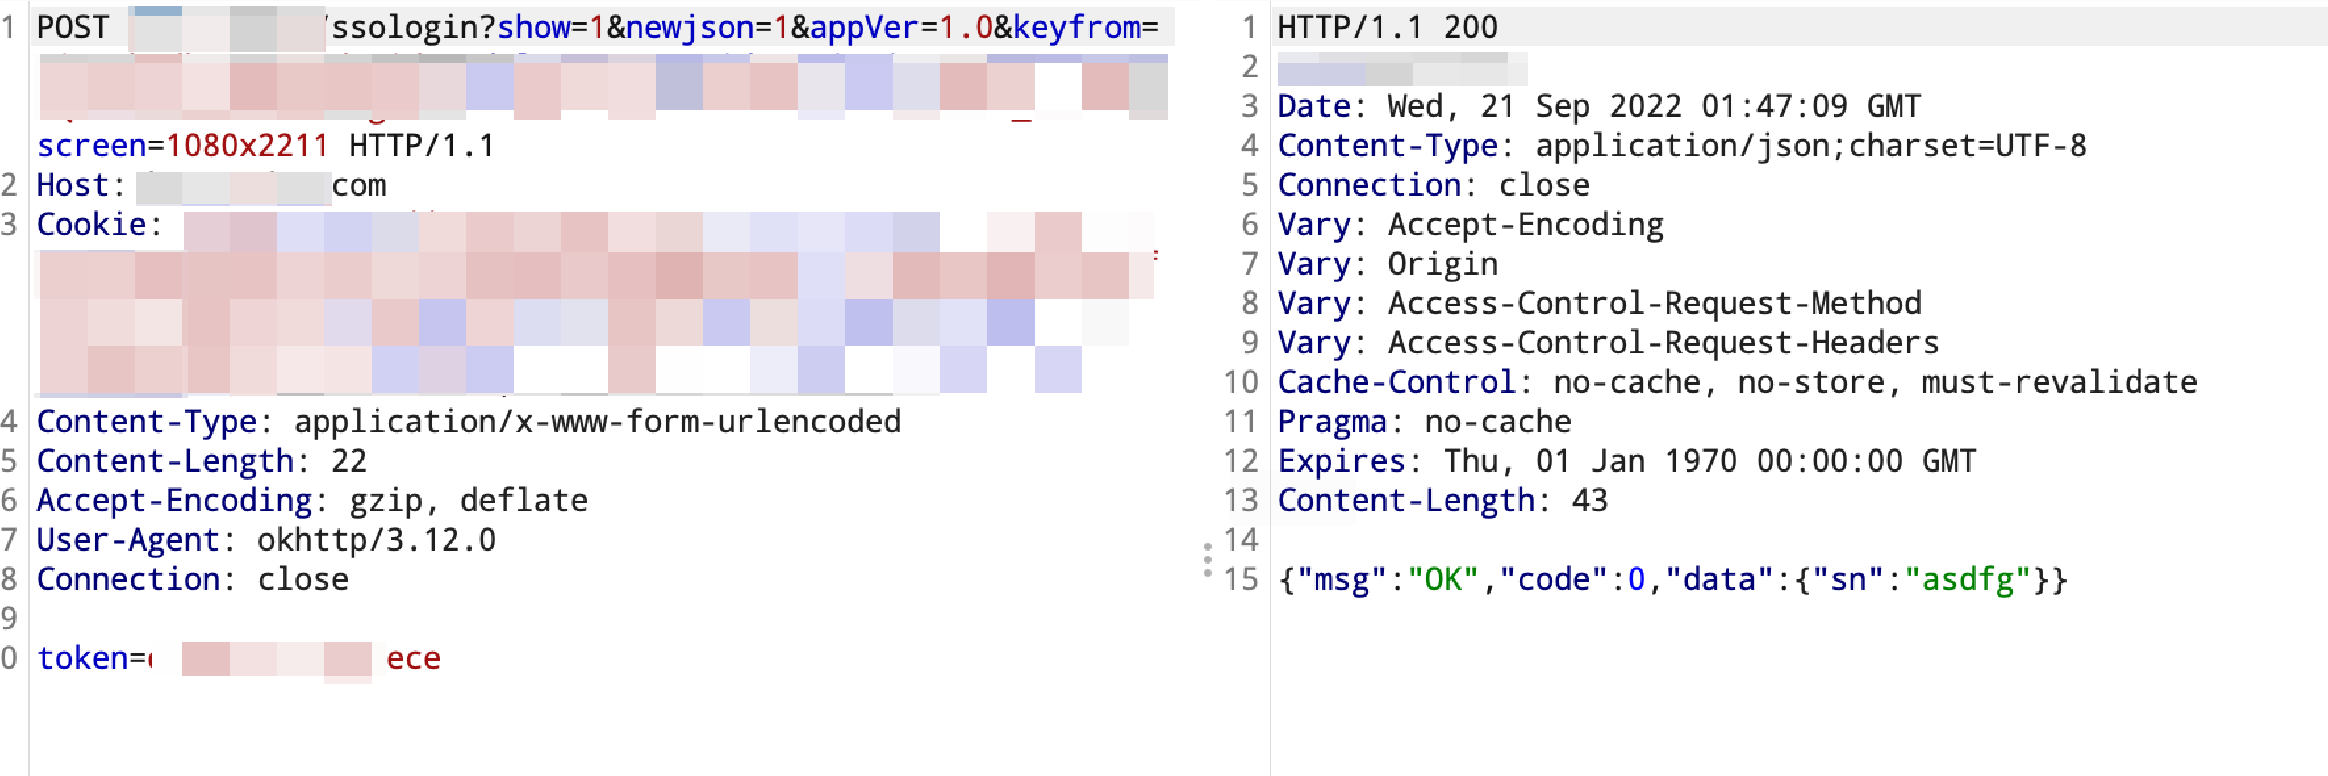 1 POST /ssologin?show=1&newjson=1&appVer=1.0&keyfrom=
screen=1080x2211 HTTP/1.1
2 Host: com
3 Cookie:
4 Content-Type: application/x-www-form-urlencoded
5 Content-Length: 22
6 Accept-Encoding: gzip, deflate
7 User-Agent: okhttp/3.12.0
8 Connection: close
9
0 token= ece
1 HTTP/1.1 200
2
3 Date: Wed, 21 Sep 2022 01:47:09 GMT
4 Content-Type: application/json;charset=UTF-8
5 Connection: close
6 Vary: Accept-Encoding
7 Vary: Origin
8 Vary: Access-Control-Request-Method
9 Vary: Access-Control-Request-Headers
10 Cache-Control: no-cache, no-store, must-revalidate
11 Pragma: no-cache
12 Expires: Thu, 01 Jan 1970 00:00:00 GMT
13 Content-Length: 43
14
15 {"msg":"OK","code":0,"data":{"sn":"asdfg"}}